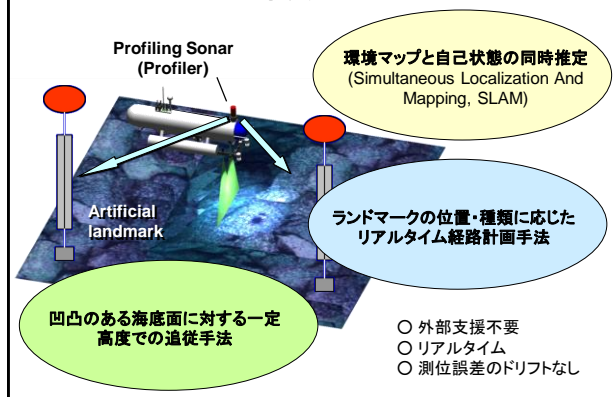 Profiling Sonar
(Profiler)
環境マップと自己状態の同時推定
(Simultaneous Localization And
Mapping, SLAM)
Artificial
landmark
ランドマークの位置・種類に応じた
リアルタイム経路計画手法
凹凸のある海底面に対する一定
高度での追従手法
○ 外部支援不要
○ リアルタイム
○ 測位誤差のドリフトなし